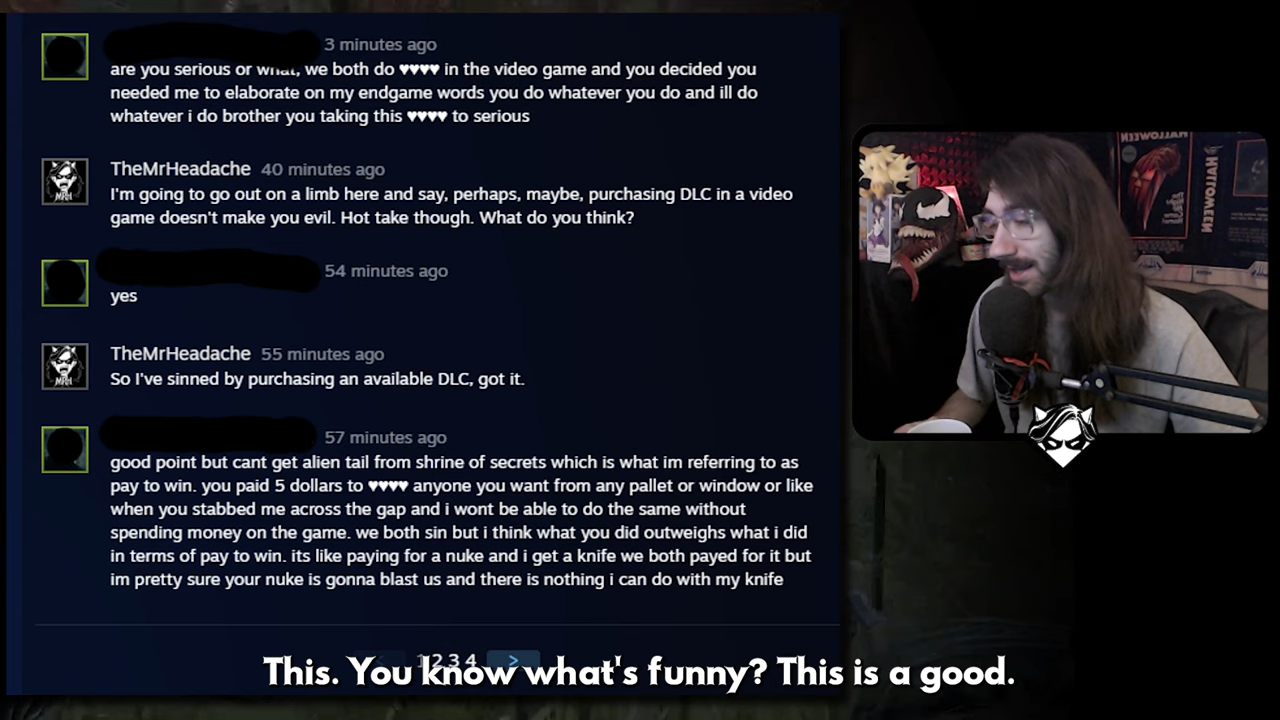 3 minutes ago
are you serious or what, we both do ♥♥♥♥ in the video game and you decided you
needed me to elaborate on my endgame words you do whatever you do and ill do
whatever i do brother you taking this ♥♥♥♥ to serious
TheMrHeadache 40 minutes ago
I'm going to go out on a limb here and say, perhaps, maybe, purchasing DLC in a video
game doesn't make you evil. Hot take though. What do you think?
54 minutes ago
yes
TheMrHeadache 55 minutes ago
So I've sinned by purchasing an available DLC, got it.
57 minutes ago
good point but cant get alien tail from shrine of secrets which is what im referring to as
pay to win. you paid 5 dollars to ♥♥♥♥ anyone you want from any pallet or window or like
when you stabbed me across the gap and i wont be able to do the same without
spending money on the game. we both sin but i think what you did outweighs what i did
in terms of pay to win. its like paying for a nuke and i get a knife we both payed for it but
im pretty sure your nuke is gonna blast us and there is nothing i can do with my knife
< 1 2 3 4 >
This. You know what's funny? This is a good.
HALLOWEEN
HALLOWEEN
MRH
MRH